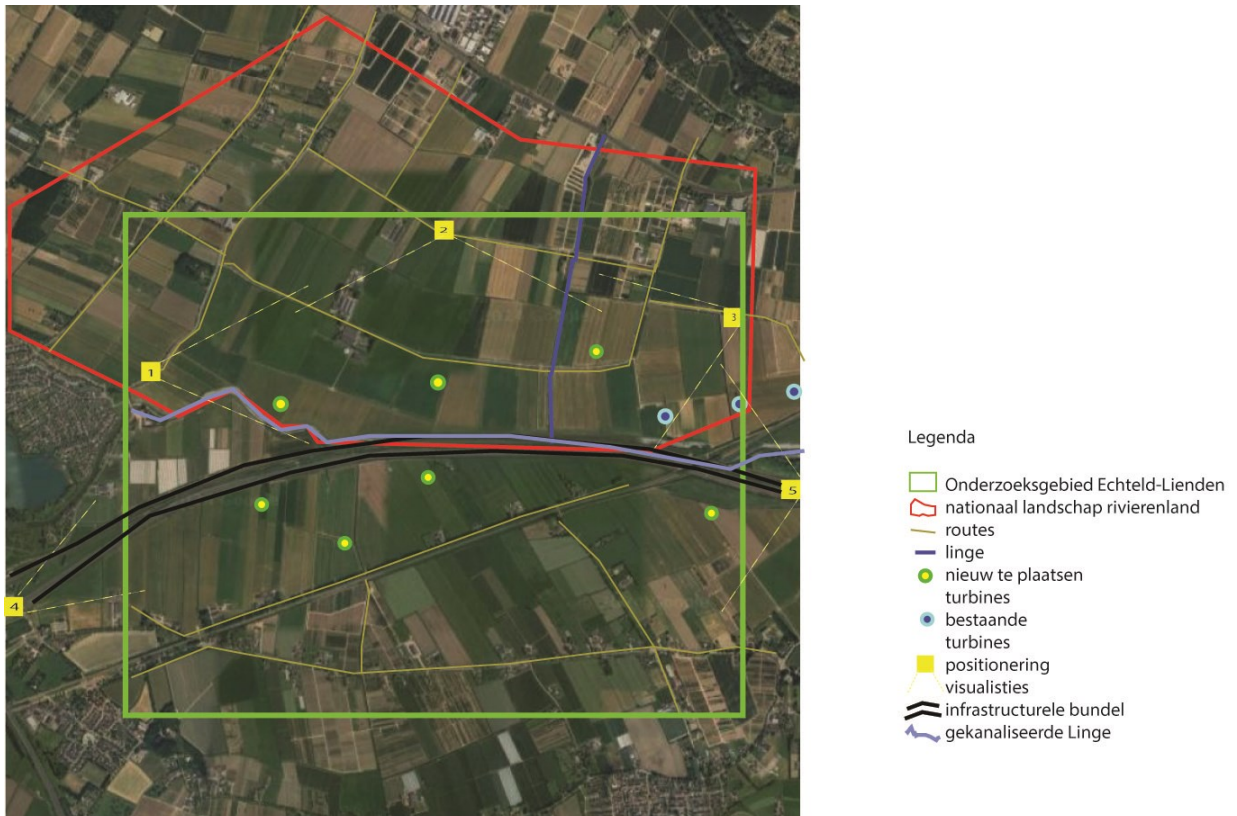 2
3
1
5
4
Legenda
Onderzoeksgebied Echteld-Lienden
nationaal landschap rivierenland
routes
linge
nieuw te plaatsen
turbines
bestaande
turbines
positionering
visualisties
infrastructurele bundel
gekanaliseerde Linge